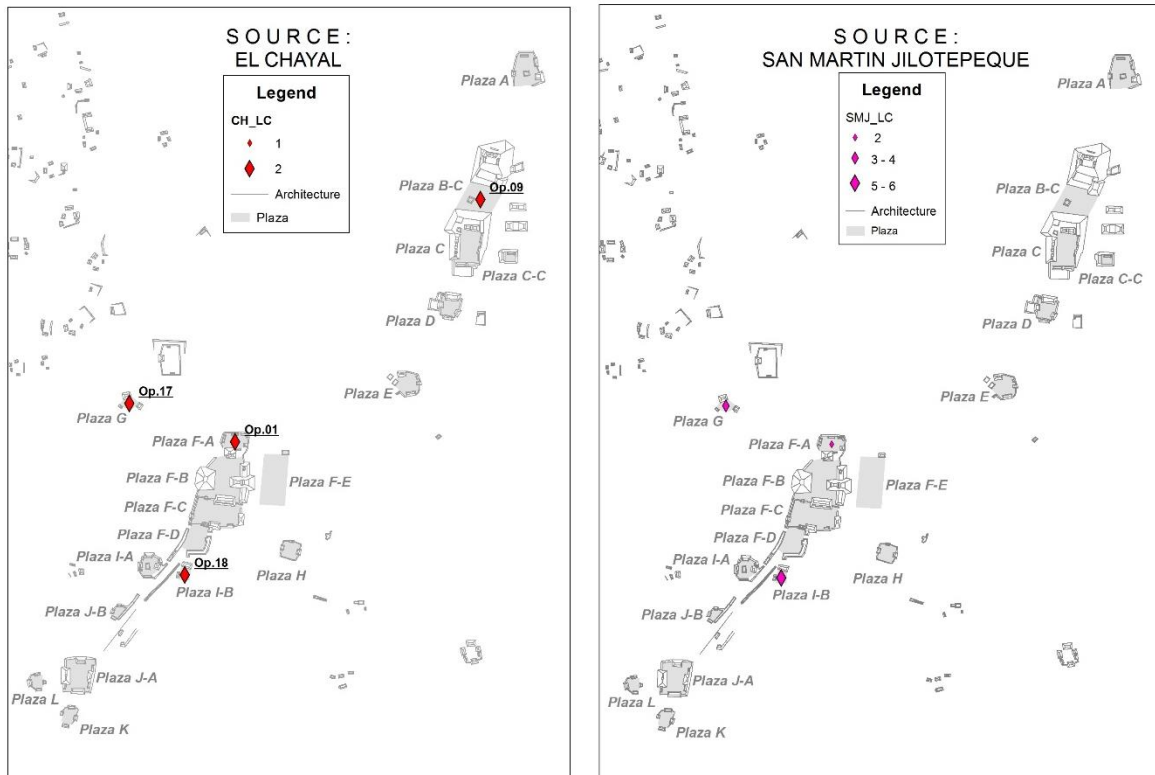 SOURCE:
EL CHAYAL
Legend
CH_LC
1
2
Architecture
Plaza
Plaza A
Plaza B-C
Op.09
Plaza C
Plaza C-C
Plaza D
Plaza E
Op.17
Plaza G
Op.01
Plaza F-A
Plaza F-B
Plaza F-E
Plaza F-C
Plaza F-D
Plaza I-A
Op.18
Plaza H
Plaza I-B
Plaza J-B
Plaza J-A
Plaza L
Plaza K
SOURCE:
SAN MARTIN JILOTEPEQUE
Legend
SMJ_LC
2
3 - 4
5 - 6
Architecture
Plaza
Plaza A
Plaza B-C
Plaza C
Plaza C-C
Plaza D
Plaza E
Plaza G
Plaza F-A
Plaza F-B
Plaza F-E
Plaza F-C
Plaza F-D
Plaza I-A
Plaza H
Plaza I-B
Plaza J-B
Plaza J-A
Plaza L
Plaza K